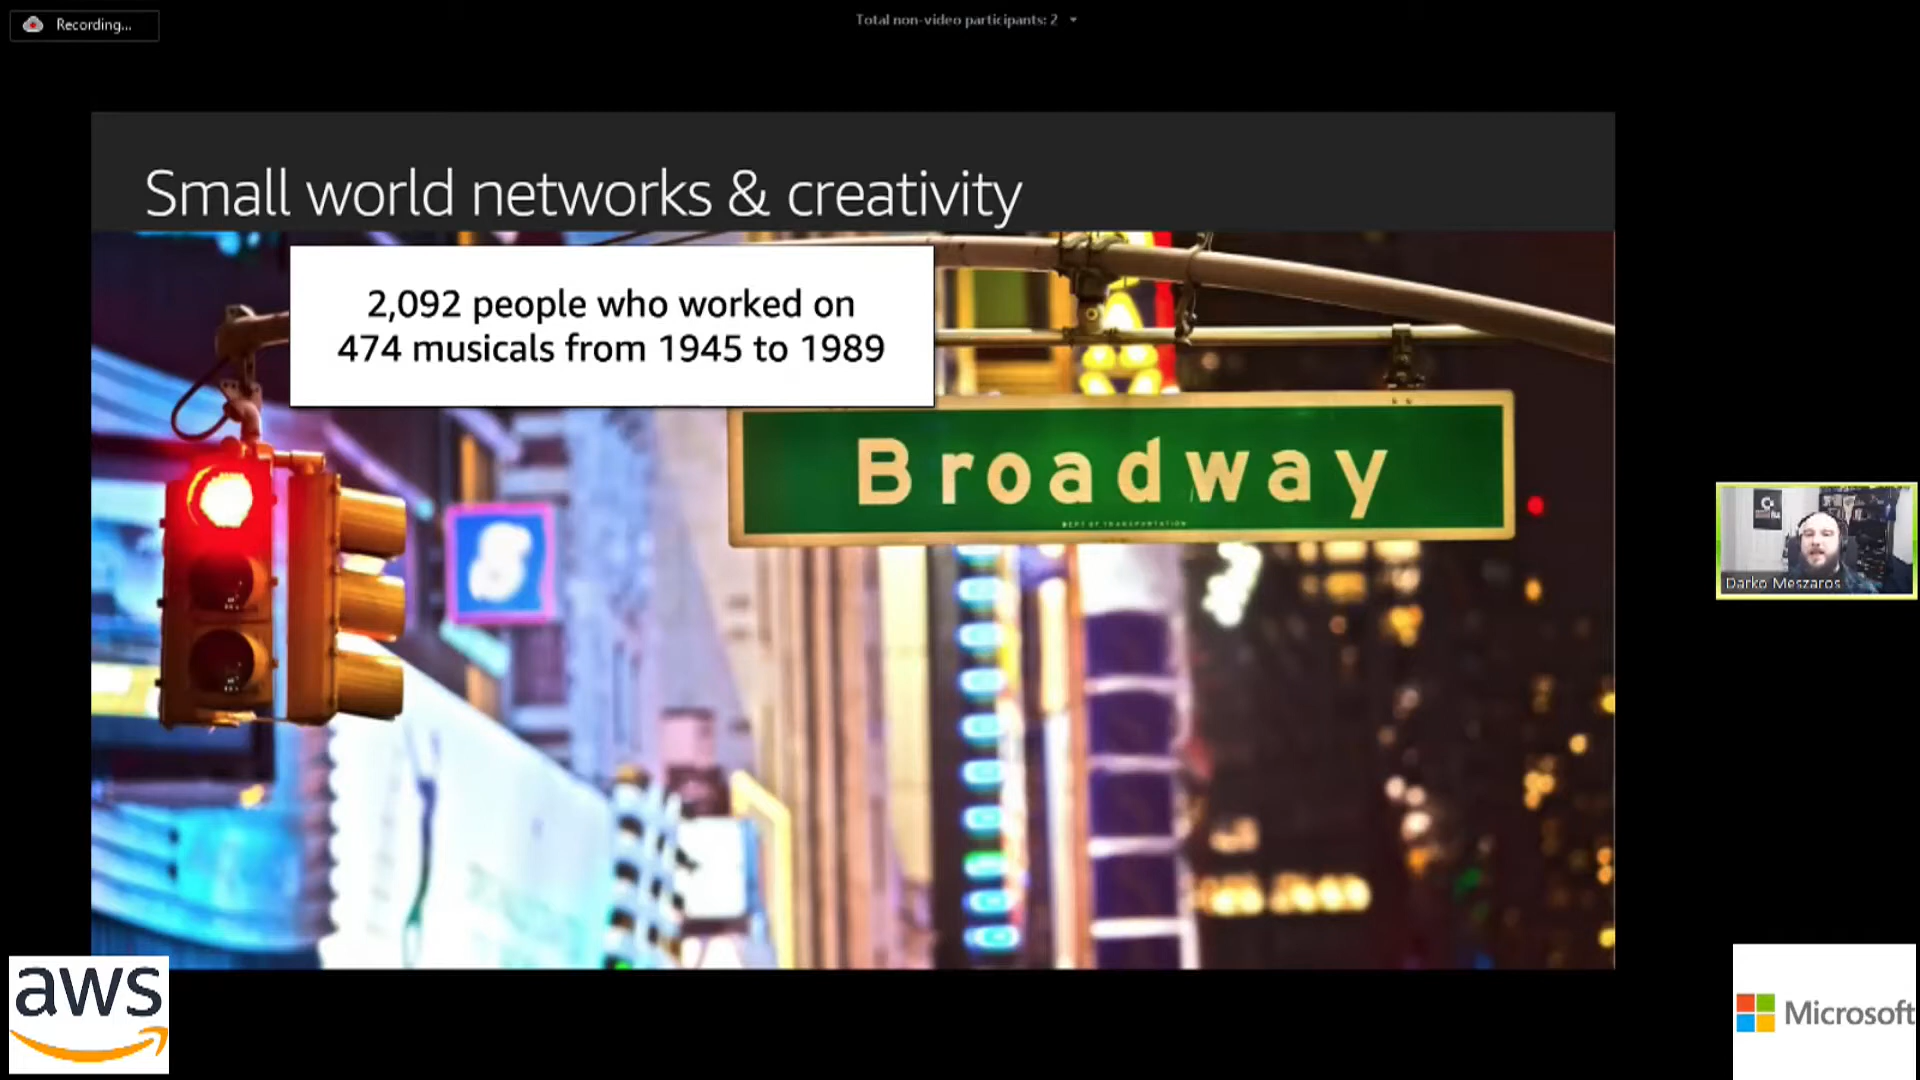 Recording...
Total non-video participants: 2
Small world networks & creativity
2,092 people who worked on
474 musicals from 1945 to 1989
Broadway
DEPT OF TRANSPORTATION
8
Darko Meszaros
aws
Microsoft